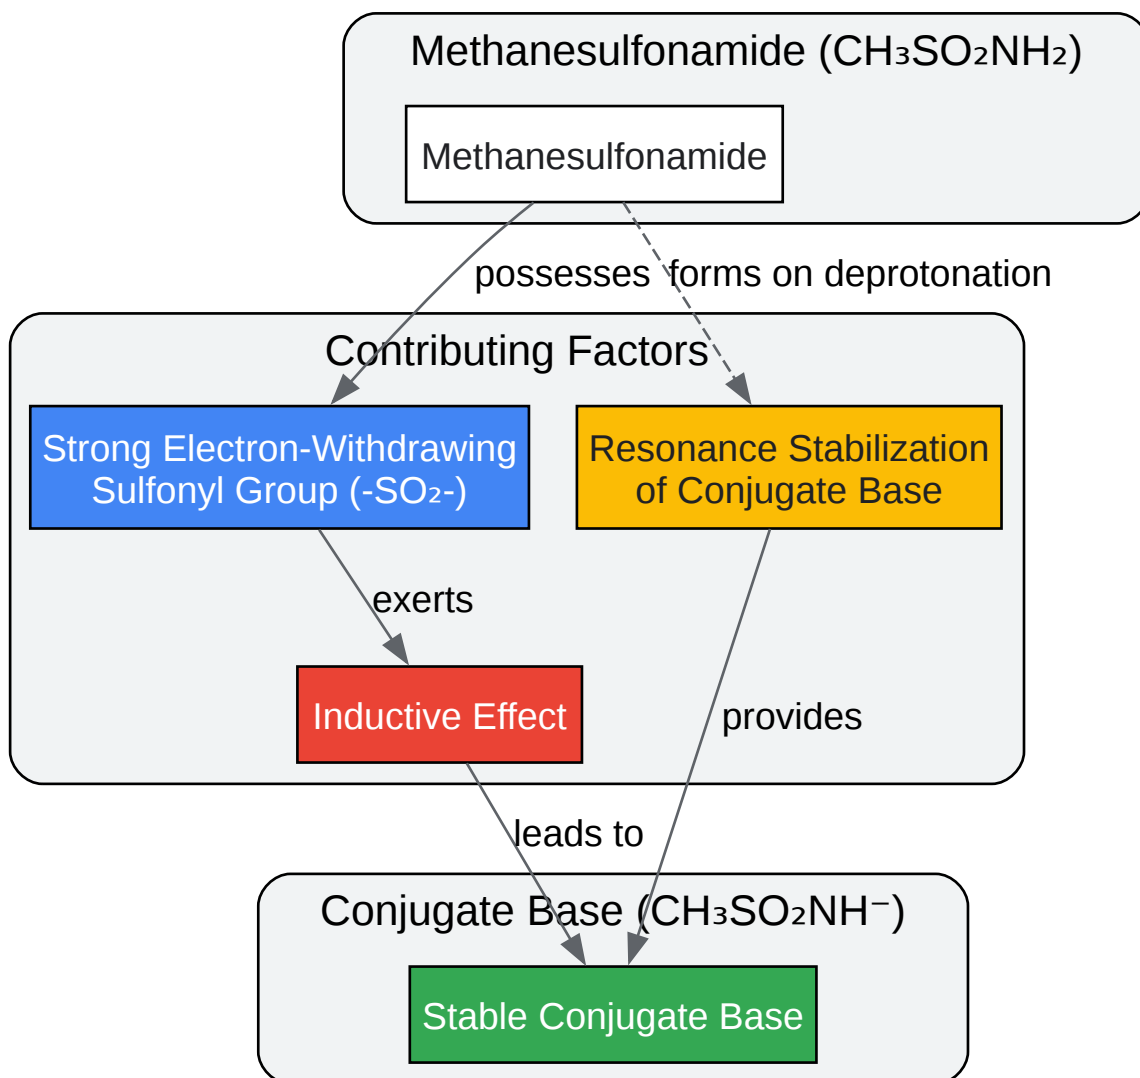 Methanesulfonamide (CH₃SO₂NH₂)
Methanesulfonamide
possesses
forms on deprotonation
Contributing Factors
Strong Electron-Withdrawing
Sulfonyl Group (-SO₂-)
Resonance Stabilization
of Conjugate Base
exerts
Inductive Effect
provides
leads to
Conjugate Base (CH₃SO₂NH⁻)
Stable Conjugate Base